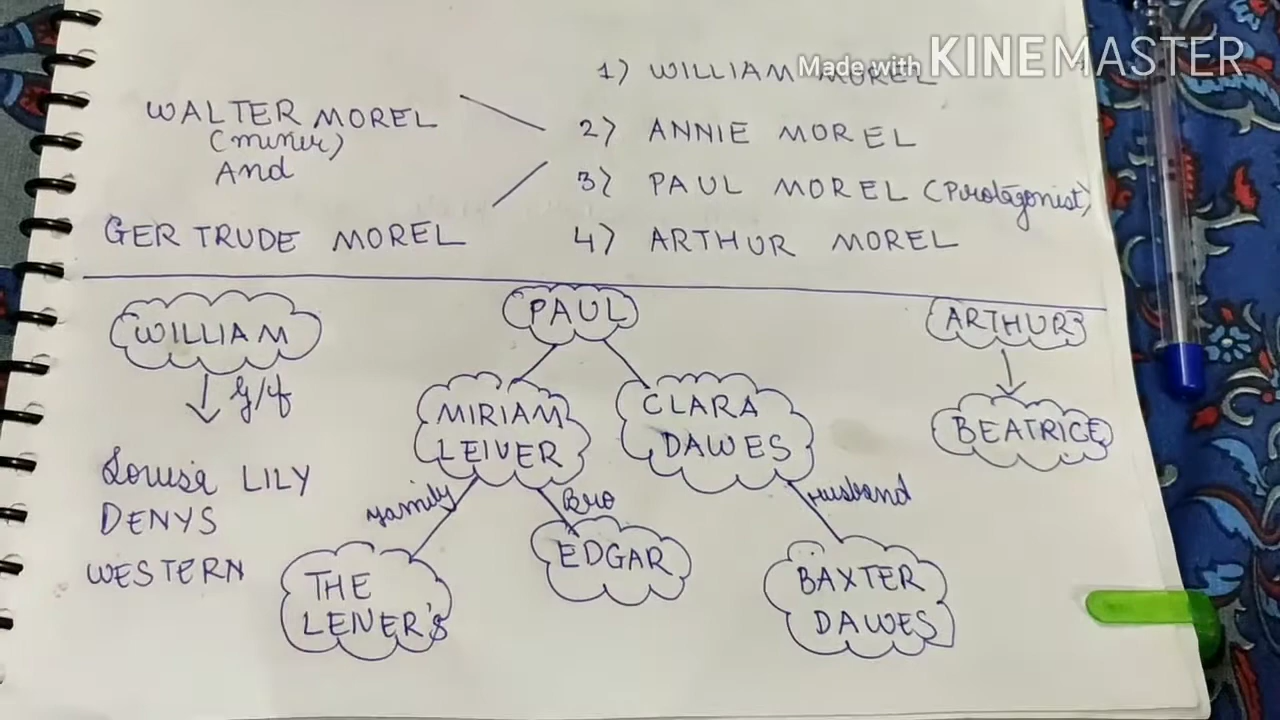 Made with KINEMASTER
1) WILLIAM MOREL
WALTER MOREL
(miner)
And
GERTRUDE MOREL
2) ANNIE MOREL
3) PAUL MOREL (Protagonist)
4) ARTHUR MOREL
WILLIAM
g/f
Louisa LILY
DENYS
WESTERN
PAUL
MIRIAM
LEIVER
CLARA
DAWES
family
Bro
Husband
THE
LEIVER'S
EDGAR
BAXTER
DAWES
ARTHUR
BEATRICE